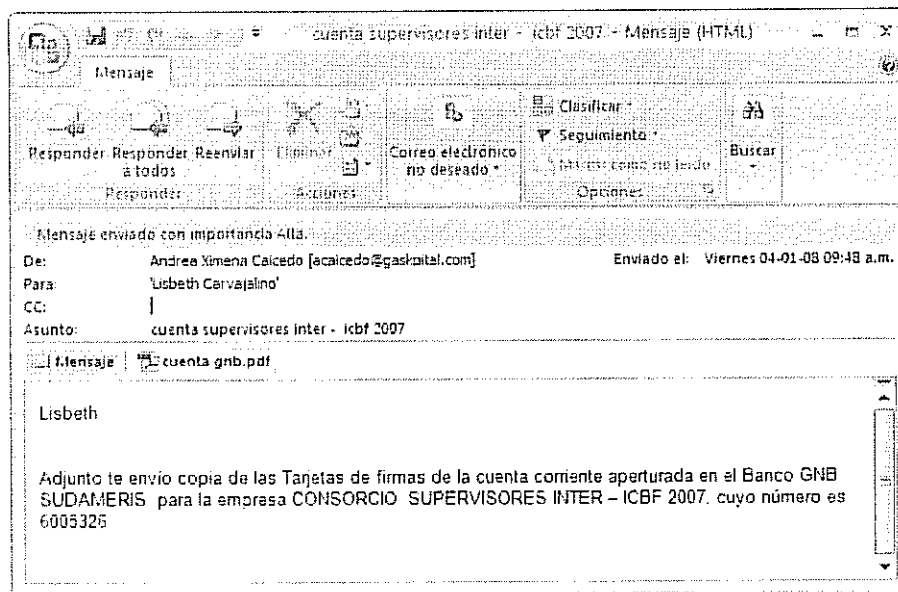 cuenta supervisores inter - icbf 2007 - Mensaje (HTML)
Mensaje
Responder Responder a todos Reenviar
Eliminar
Correo electrónico no deseado
Clasificar
Seguimiento
Marcar como no leído
Buscar
Responder
Acciones
Opciones
Mensaje enviado con importancia Alta.
De: Andrea Ximena Caicedo [acaicedo@gaskpital.com] Enviado el: Viernes 04-01-08 09:48 a.m.
Para: 'Lisbeth Carvajalino'
CC:
Asunto: cuenta supervisores inter - icbf 2007
Mensaje cuenta gnb.pdf
Lisbeth
Adjunto te envío copia de las Tarjetas de firmas de la cuenta corriente aperturada en el Banco GNB
SUDAMERIS para la empresa CONSORCIO SUPERVISORES INTER – ICBF 2007, cuyo número es
6005326